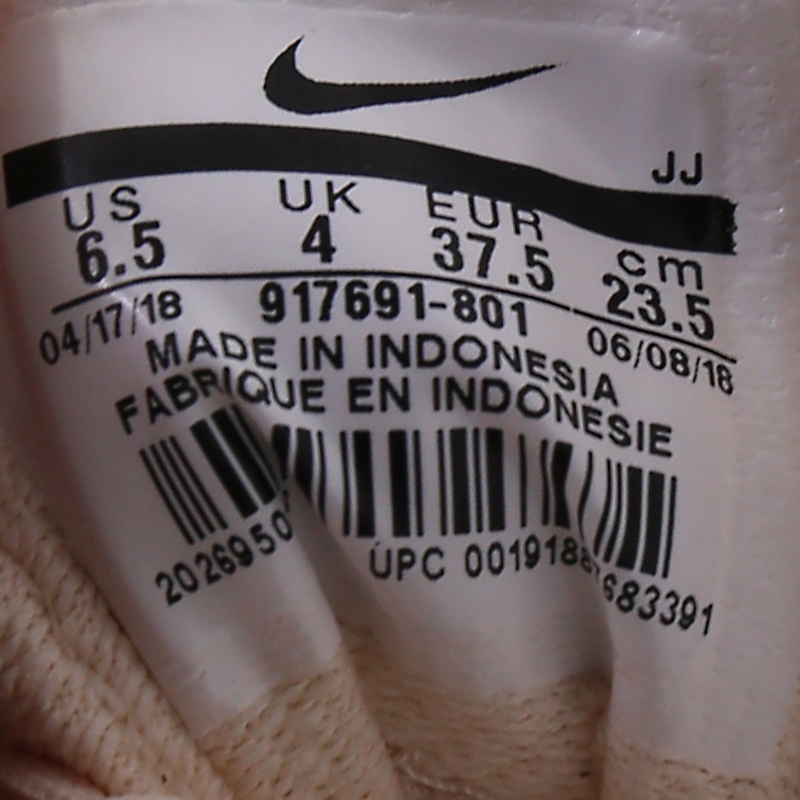 JJ
US UK EUR cm
6.5 4 37.5 23.5
04/17/18 917691-801 06/08/18
MADE IN INDONESIA
FABRIQUE EN INDONESIE
UPC